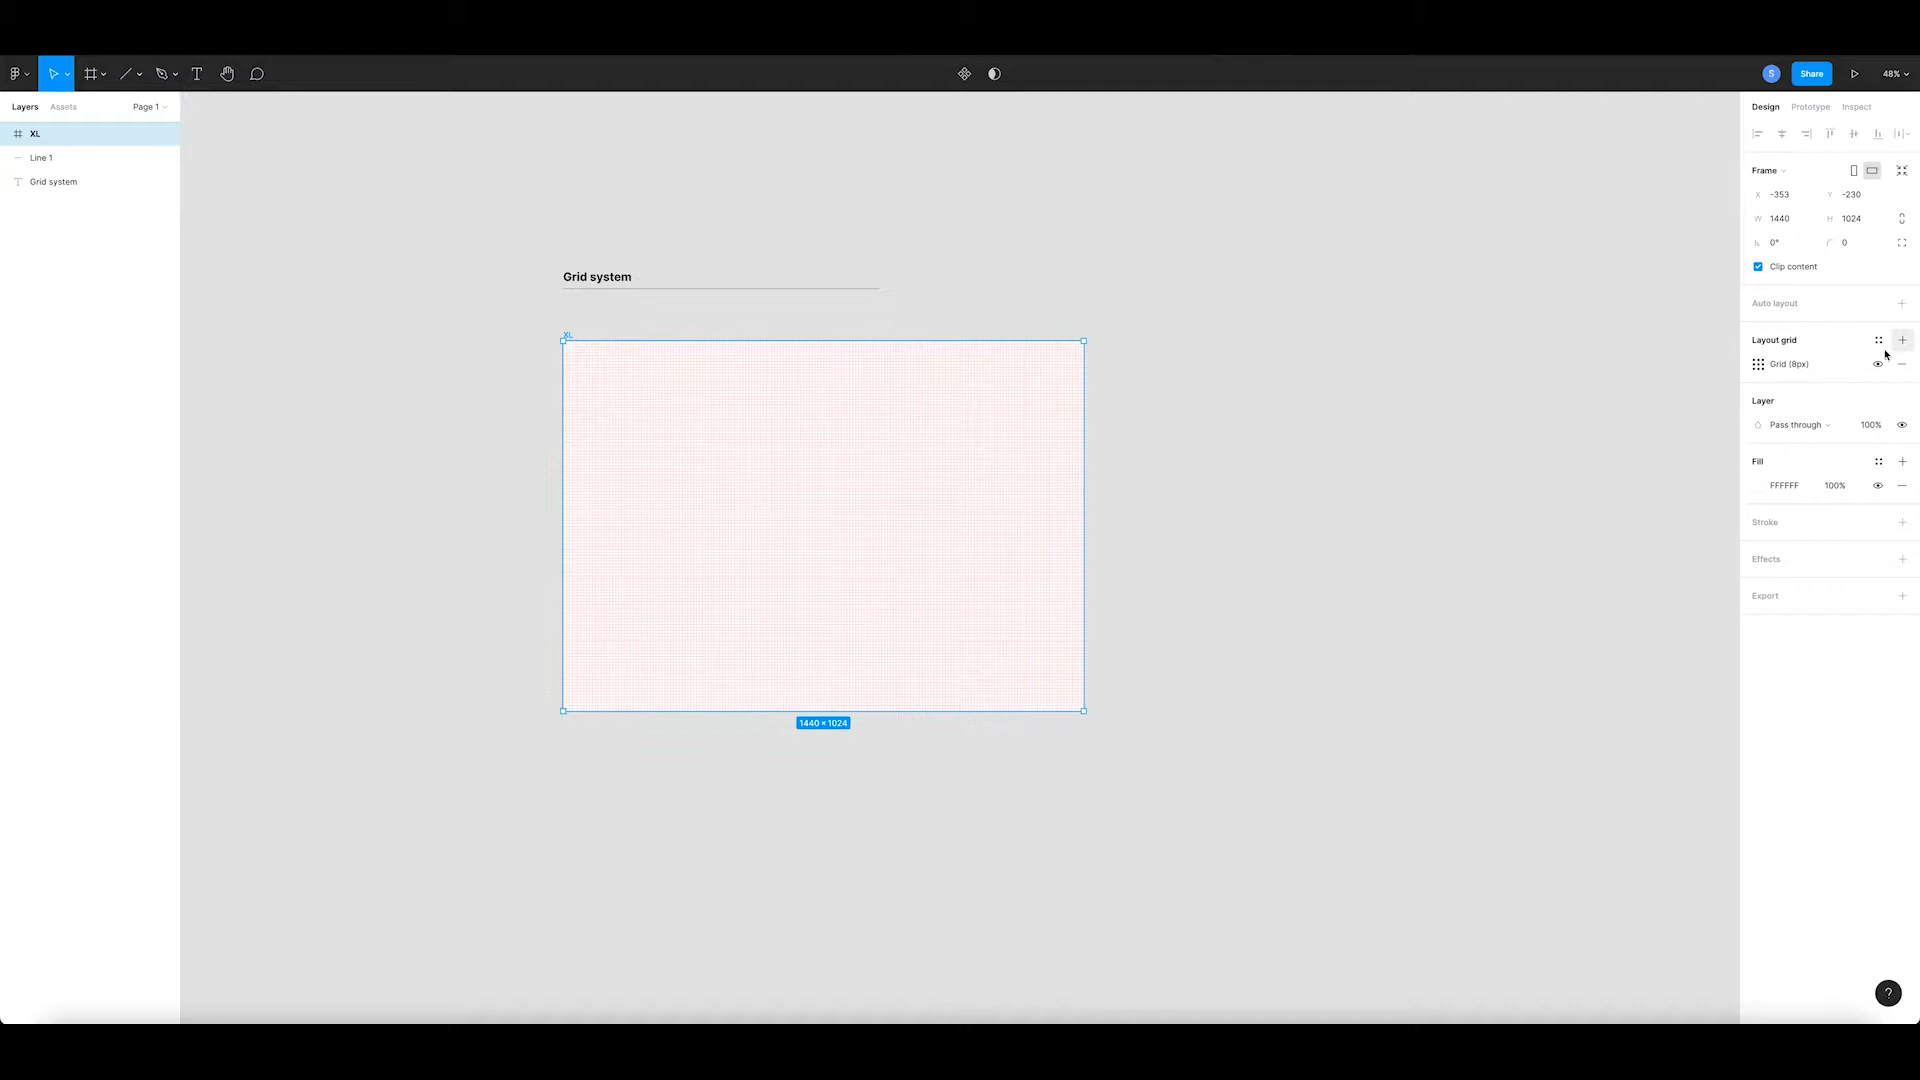 S
Share
48%
Layers
Assets
Page 1
XL
Line 1
Grid system
Grid system
XL
1440 × 1024
Design
Prototype
Inspect
Frame
X -353
Y -230
W 1440
H 1024
0°
0
Clip content
Auto layout
Layout grid
Grid (8px)
Layer
Pass through
100%
Fill
FFFFFF
100%
Stroke
Effects
Export
?